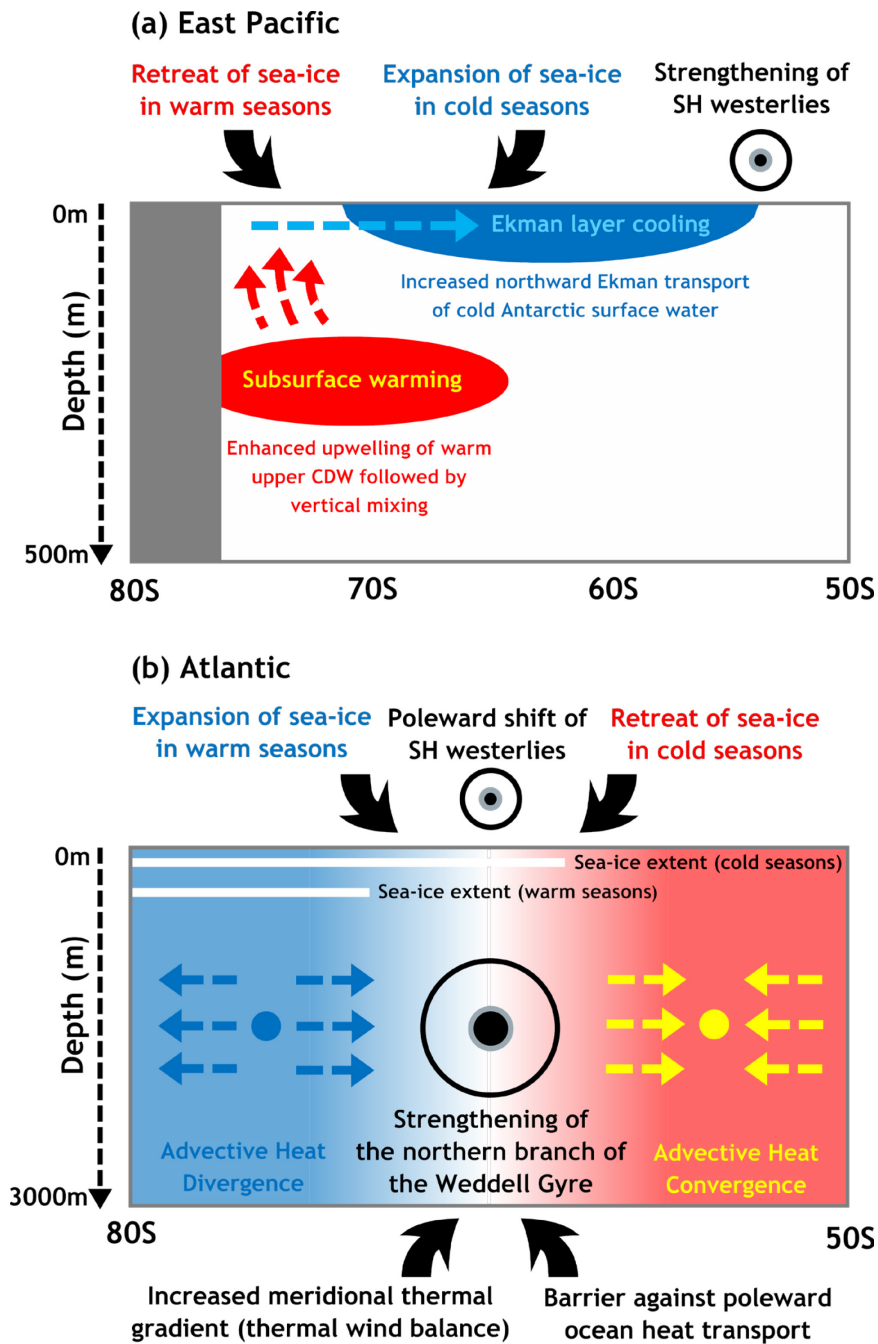 (a) East Pacific
Retreat of sea-ice
in warm seasons
Expansion of sea-ice
in cold seasons
Strengthening of
SH westerlies
0m
Ekman layer cooling
Increased northward Ekman transport
of cold Antarctic surface water
Depth (m)
Subsurface warming
Enhanced upwelling of warm
upper CDW followed by
vertical mixing
500m
80S
70S
60S
50S
(b) Atlantic
Expansion of sea-ice
in warm seasons
Poleward shift of
SH westerlies
Retreat of sea-ice
in cold seasons
0m
Sea-ice extent (cold seasons)
Sea-ice extent (warm seasons)
Depth (m)
Strengthening of
the northern branch of
the Weddell Gyre
Advective Heat
Divergence
Advective Heat
Convergence
3000m
80S
50S
Increased meridional thermal
gradient (thermal wind balance)
Barrier against poleward
ocean heat transport